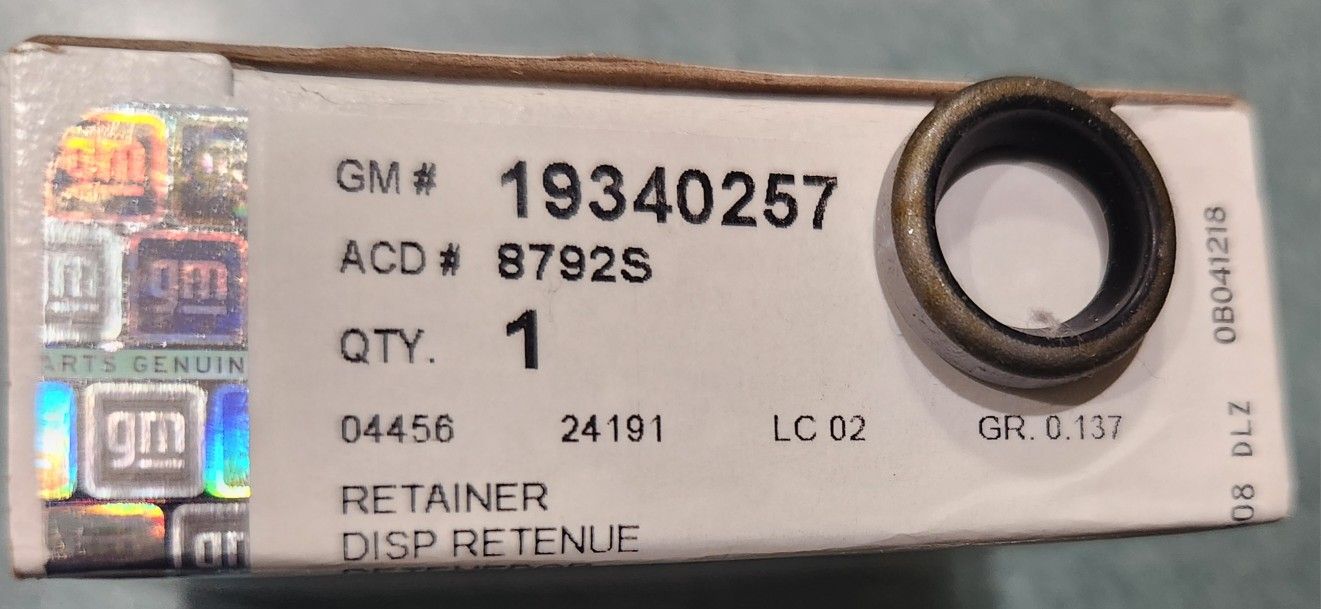 gm
gm
gm
ARTS GENUIN
gm
GM # 19340257
ACD # 8792S
QTY. 1
04456 24191 LC 02 GR. 0.137
RETAINER
DISP RETENUE
08 DLZ 0B041218